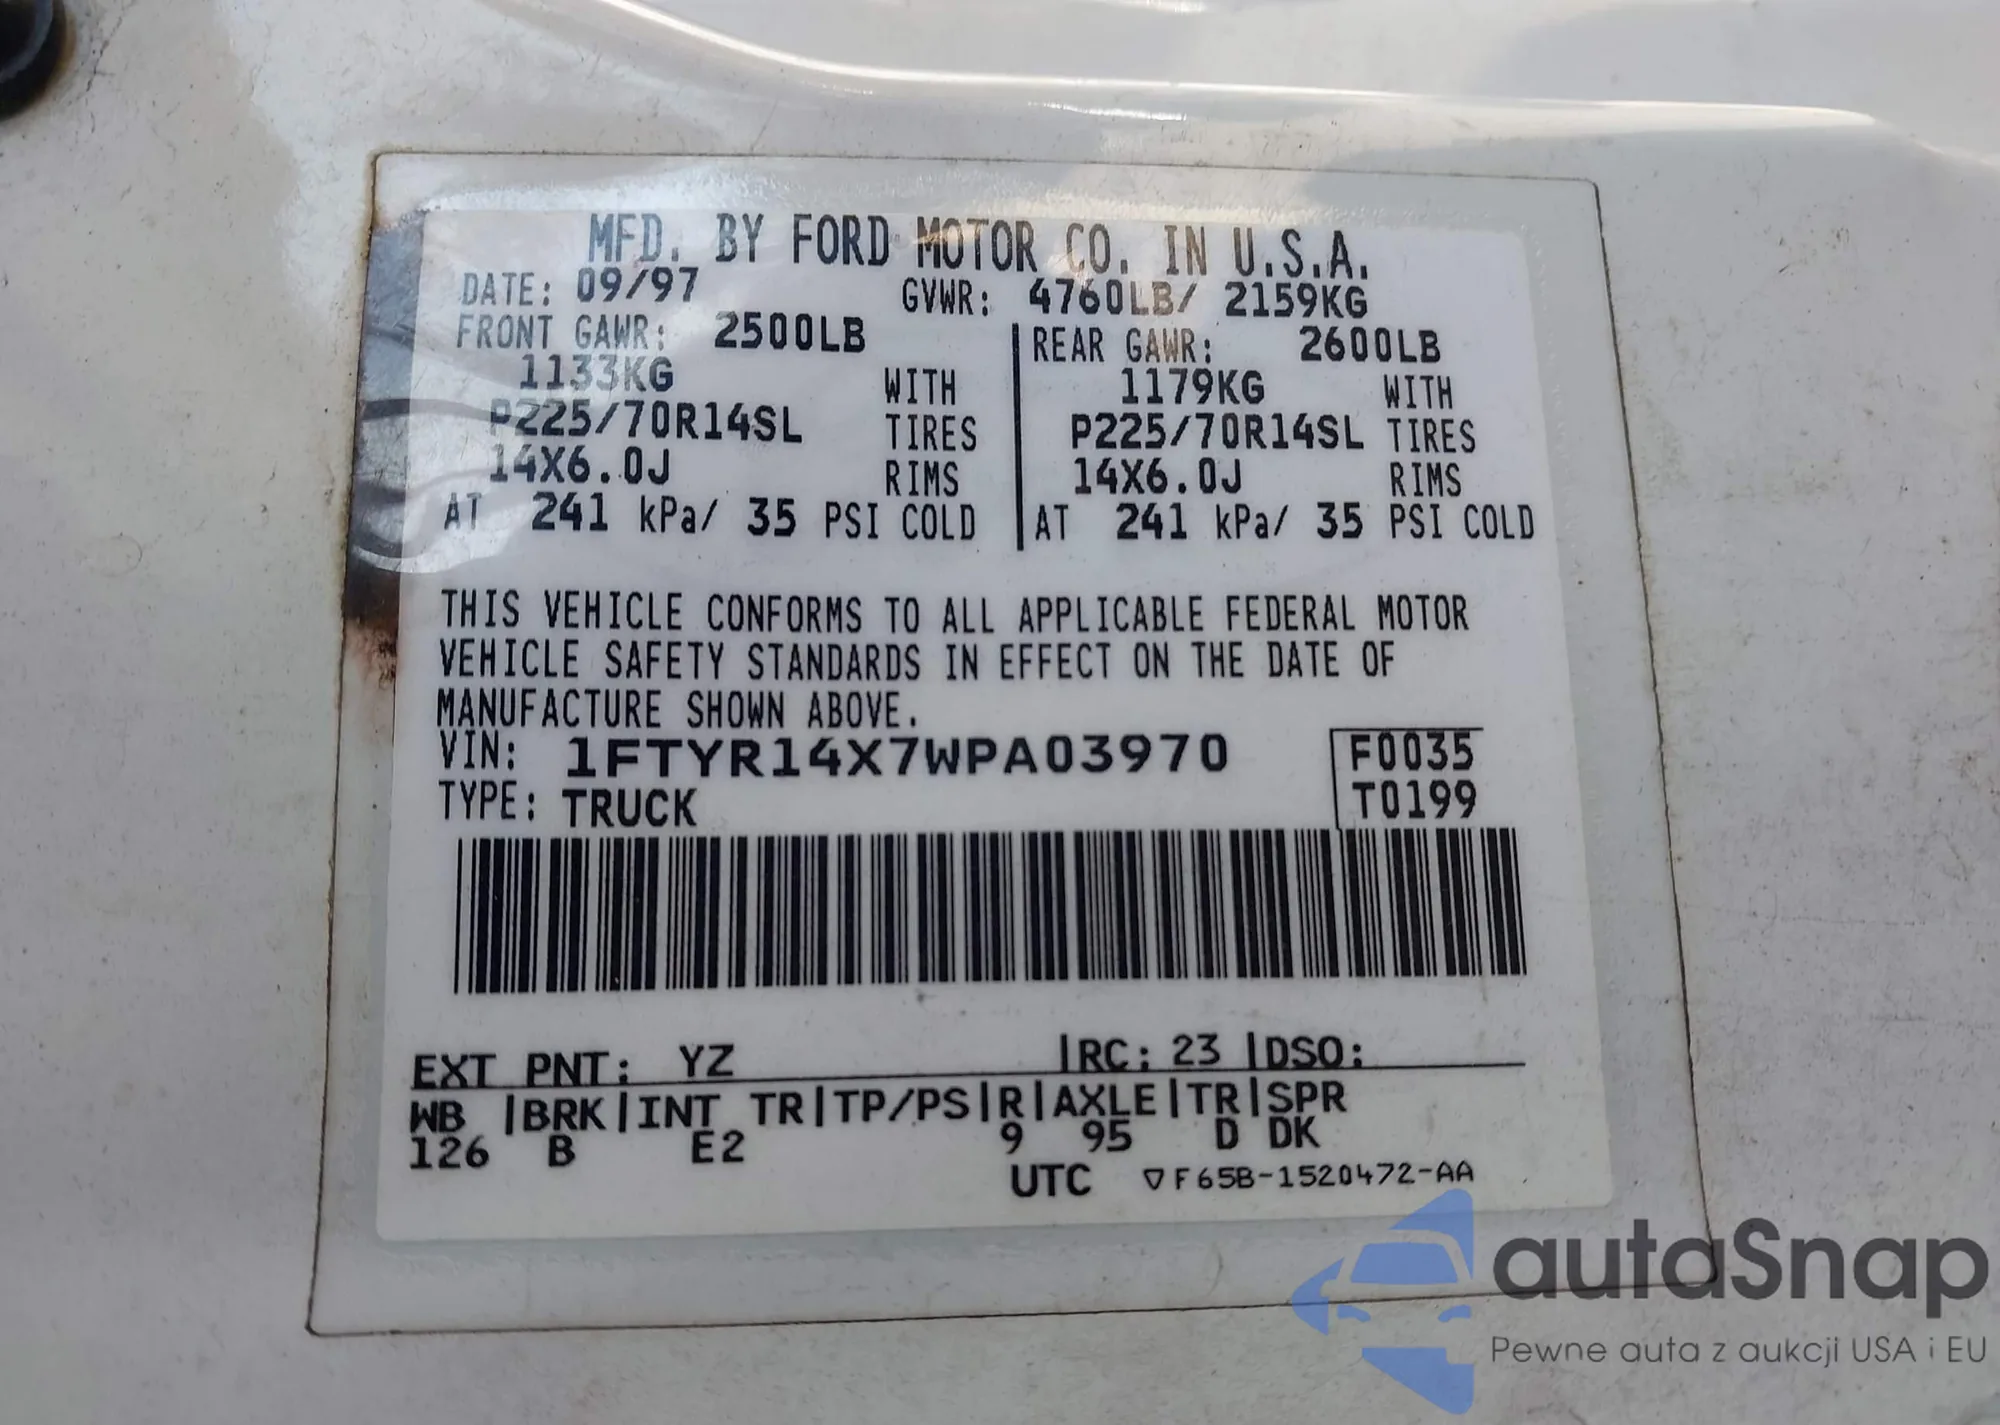 MFD. BY FORD MOTOR CO. IN U.S.A.
DATE: 09/97 GVWR: 4760LB/ 2159KG
FRONT GAWR: 2500LB REAR GAWR: 2600LB
1133KG WITH 1179KG WITH
P225/70R14SL TIRES P225/70R14SL TIRES
14X6.0J RIMS 14X6.0J RIMS
AT 241 kPa/ 35 PSI COLD AT 241 kPa/ 35 PSI COLD
THIS VEHICLE CONFORMS TO ALL APPLICABLE FEDERAL MOTOR
VEHICLE SAFETY STANDARDS IN EFFECT ON THE DATE OF
MANUFACTURE SHOWN ABOVE.
VIN: 1FTYR14X7WPA03970 F0035
TYPE: TRUCK T0199
EXT PNT: YZ |RC: 23 |DSO:
WB |BRK|INT TR|TP/PS|R|AXLE|TR|SPR
126 B E2 9 95 D DK
UTC ▽F65B-1520472-AA
autaSnap
Pewne auta z aukcji USA i EU